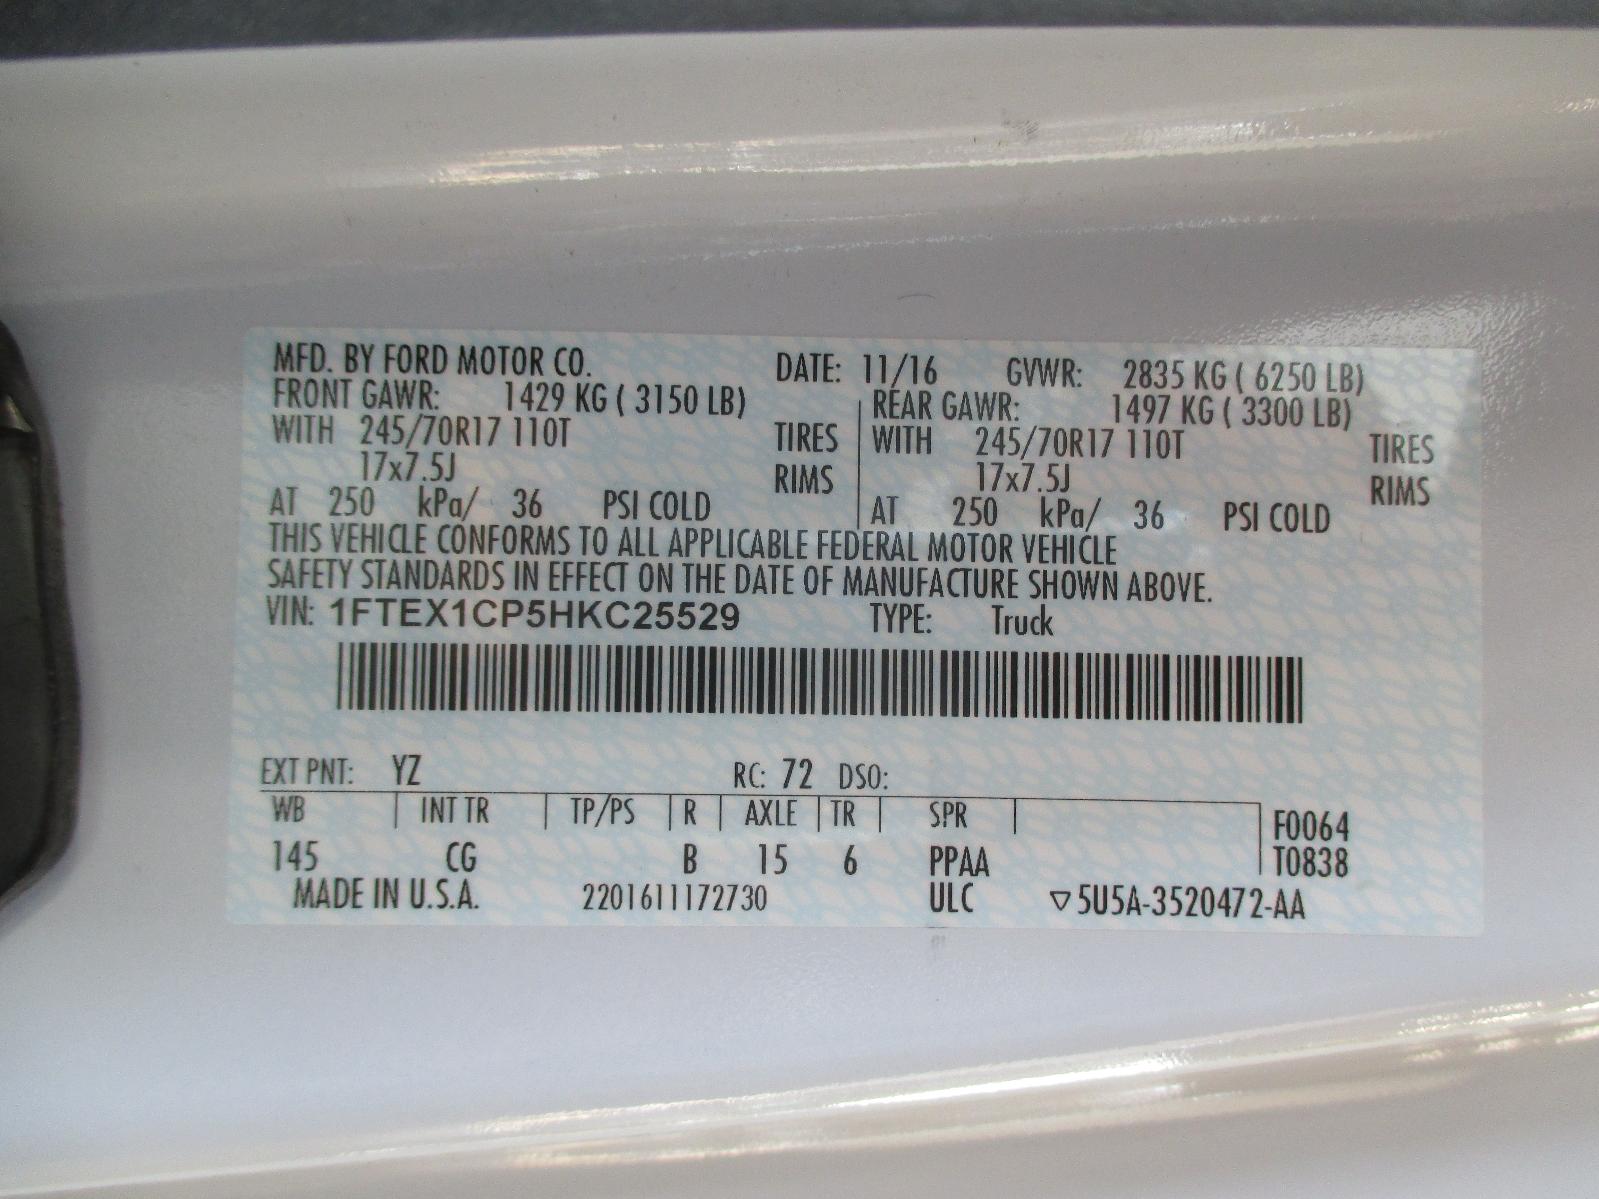 MFD. BY FORD MOTOR CO. DATE: 11/16 GVWR: 2835 KG ( 6250 LB)
FRONT GAWR: 1429 KG ( 3150 LB) REAR GAWR: 1497 KG ( 3300 LB)
WITH 245/70R17 110T TIRES WITH 245/70R17 110T TIRES
17x7.5J RIMS 17x7.5J RIMS
AT 250 kPa/ 36 PSI COLD AT 250 kPa/ 36 PSI COLD
THIS VEHICLE CONFORMS TO ALL APPLICABLE FEDERAL MOTOR VEHICLE
SAFETY STANDARDS IN EFFECT ON THE DATE OF MANUFACTURE SHOWN ABOVE.
VIN: 1FTEX1CP5HKC25529 TYPE: Truck
EXT PNT: YZ RC: 72 DSO:
WB INT TR TP/PS R AXLE TR SPR F0064
145 CG B 15 6 PPAA T0838
MADE IN U.S.A. 2201611172730 ULC ▽5U5A-3520472-AA